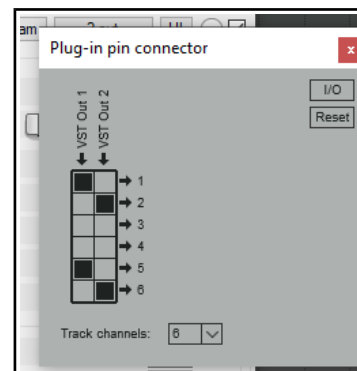 am
2 out
UI
Plug-in pin connector
x
I/O
Reset
VST Out 1
VST Out 2
1
2
3
4
5
6
Track channels: 6